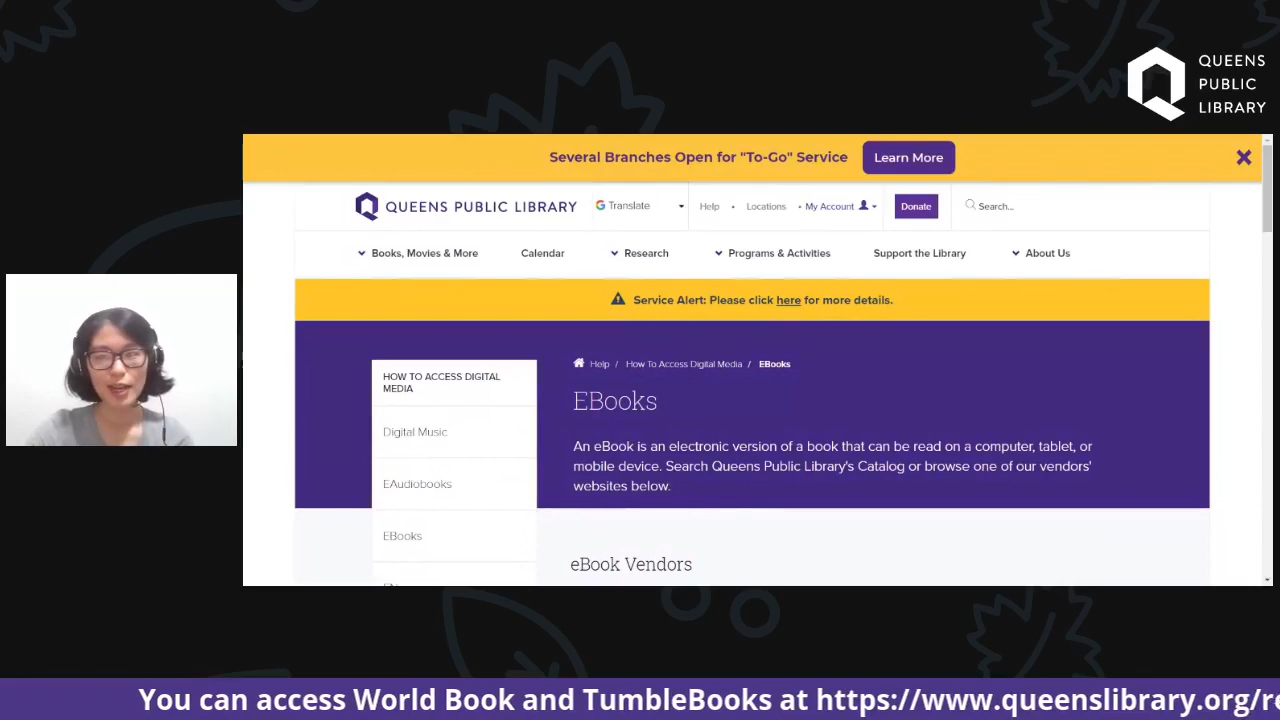 QUEENS
PUBLIC
LIBRARY
Several Branches Open for "To-Go" Service
Learn More
QUEENS PUBLIC LIBRARY
Translate
Help
Locations
My Account
Donate
Search...
Books, Movies & More
Calendar
Research
Programs & Activities
Support the Library
About Us
Service Alert: Please click here for more details.
Help / How To Access Digital Media / EBooks
HOW TO ACCESS DIGITAL
MEDIA
Digital Music
EAudiobooks
EBooks
EBooks
An eBook is an electronic version of a book that can be read on a computer, tablet, or
mobile device. Search Queens Public Library's Catalog or browse one of our vendors'
websites below.
eBook Vendors
You can access World Book and TumbleBooks at https://www.queenslibrary.org/re